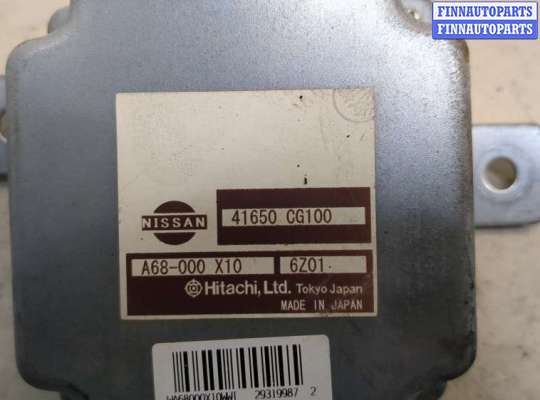 FINNAUTOPARTS
FINNAUTOPARTS
NISSAN
41650 CG100
A68-000 X10
6Z01
Hitachi, Ltd. Tokyo Japan
MADE IN JAPAN
29319987 2